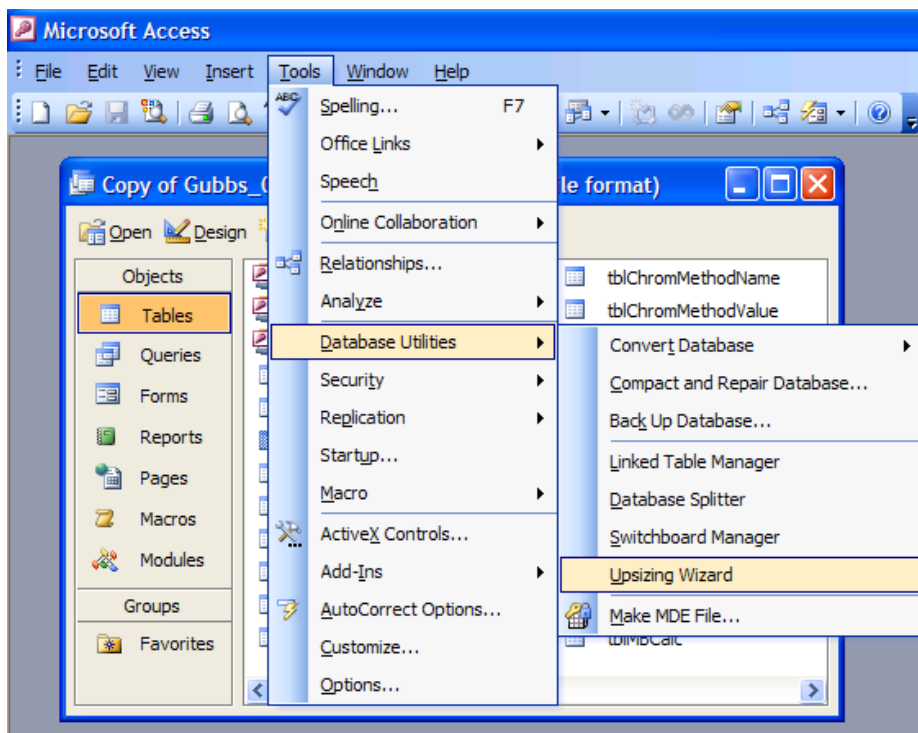 Microsoft Access
File Edit View Insert Tools Window Help
Copy of Gubbs_ le format)
Open Design
Objects
Tables
Queries
Forms
Reports
Pages
Macros
Modules
Groups
Favorites
ABC Spelling... F7
Office Links
Speech
Online Collaboration
Relationships...
Analyze
Database Utilities
Security
Replication
Startup...
Macro
ActiveX Controls...
Add-Ins
AutoCorrect Options...
Customize...
Options...
tblChromMethodName
tblChromMethodValue
Convert Database
Compact and Repair Database...
Back Up Database...
Linked Table Manager
Database Splitter
Switchboard Manager
Upsizing Wizard
Make MDE File...
tblMBCalc